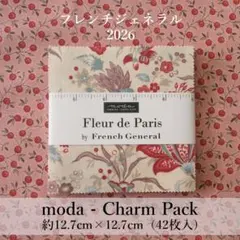 フレンチジェネラル
2026
moda
Fleur de Paris
by French General
moda - Charm Pack
約12.7cm×12.7cm（42枚入）